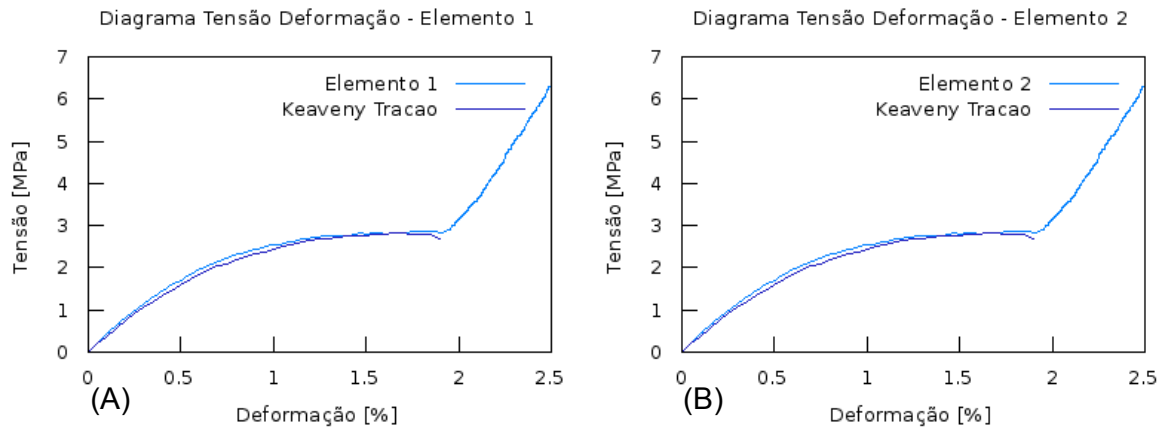 Diagrama Tensão Deformação - Elemento 1
7
6
5
4
3
2
1
0
Tensão [MPa]
Elemento 1
Keaveny Tracao
0
0.5
1
1.5
2
2.5
(A)
Deformação [%]
Diagrama Tensão Deformação - Elemento 2
7
6
5
4
3
2
1
0
Tensão [MPa]
Elemento 2
Keaveny Tracao
0
0.5
1
1.5
2
2.5
(B)
Deformação [%]